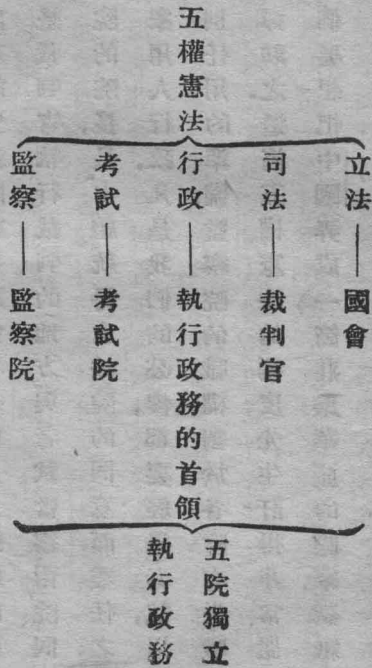 五權憲法
立法——國會
司法——裁判官
行政——執行政務的首領
考試——考試院
監察——監察院
五院獨立
執行政務